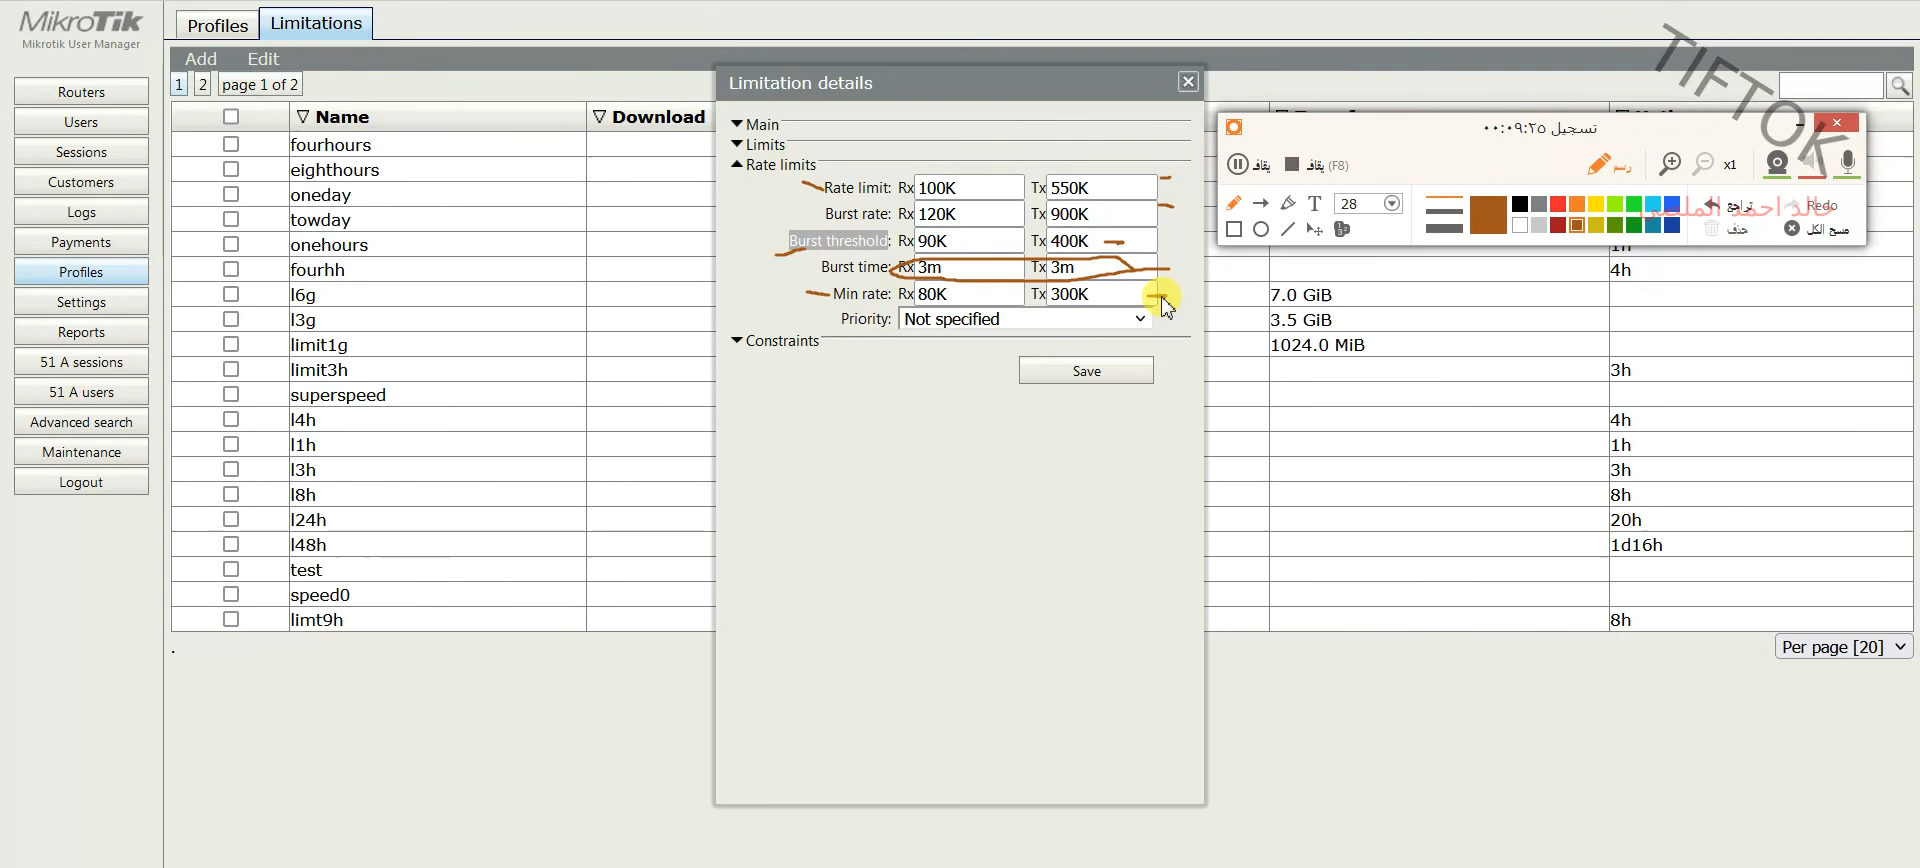 MikroTik
Mikrotik User Manager
Profiles
Limitations
Add
Edit
1
2
page 1 of 2
Routers
Users
Sessions
Customers
Logs
Payments
Profiles
Settings
Reports
51 A sessions
51 A users
Advanced search
Maintenance
Logout
▽ Name
▽ Download
fourhours
eighthours
oneday
towday
onehours
1h
fourhh
4h
l6g
7.0 GiB
l3g
3.5 GiB
limit1g
1024.0 MiB
limit3h
3h
superspeed
l4h
4h
l1h
1h
l3h
3h
l8h
8h
l24h
20h
l48h
1d16h
test
speed0
limt9h
8h
.
Per page [20]
Limitation details
Main
Limits
Rate limits
Rate limit: Rx 100K Tx 550K
Burst rate: Rx 120K Tx 900K
Burst threshold: Rx 90K Tx 400K
Burst time: Rx 3m Tx 3m
Min rate: Rx 80K Tx 300K
Priority: Not specified
Constraints
Save
تسجيل ٠٠:٠٩:٢٥
يقاف
يقاف (F8)
رسم
x1
T
28
تراجع
Redo
حذف
مسح الكل
خالد احمد الملصي
TIFTOK